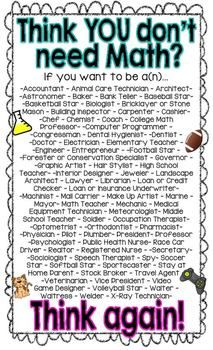 Think YOU don't
need Math?
If you want to be a(n)...
-Accountant - Animal Care Technician - Architect-
-Astronomer - Baker - Bank Teller - Baseball Star-
-Basketball Star - Biologist - Bricklayer or Stone
Mason - Building Inspector - Carpenter - Cashier-
-Chef - Chemist - Coach - College Math
Professor - Computer Programmer -
-Congressman - Dental Hygienist - Dentist -
-Doctor - Electrician - Elementary Teacher -
Engineer - Entrepreneur - -Football Star-
-Forester or Conservation Specialist - Governor -
-Graphic Artist - Hair Stylist - High School
Teacher -Interior Designer - Jeweler - Landscape
Architect - Lawyer - Librarian - Loan or Credit
Checker - Loan or Insurance Underwriter-
-Machinist - Mail Carrier - Make Up Artist - Marine -
Mayor- Math Teacher - Mechanic - Medical
Equipment Technician - Meteorologist- Middle
School Teacher - Soldier - Occupation Therapist-
-Optometrist - Orthodontist - Pharmacist-
-Physician - Pilot - Plumber- President- Professor
-Psychologist - Public Health Nurse- Race Car
Driver - Realtor - Registered Nurse - -Secretary-
-Sociologist - Speech Therapist - Spy- Soccer
Star - Softball Star - Sportscaster - Stay at
Home Parent - Stock Broker - Travel Agent
-Veterinarian - Vice President - Video
Game Designer - Volleyball Star - Waiter -
Waitress - Welder - X-Ray Technician-
Think again!